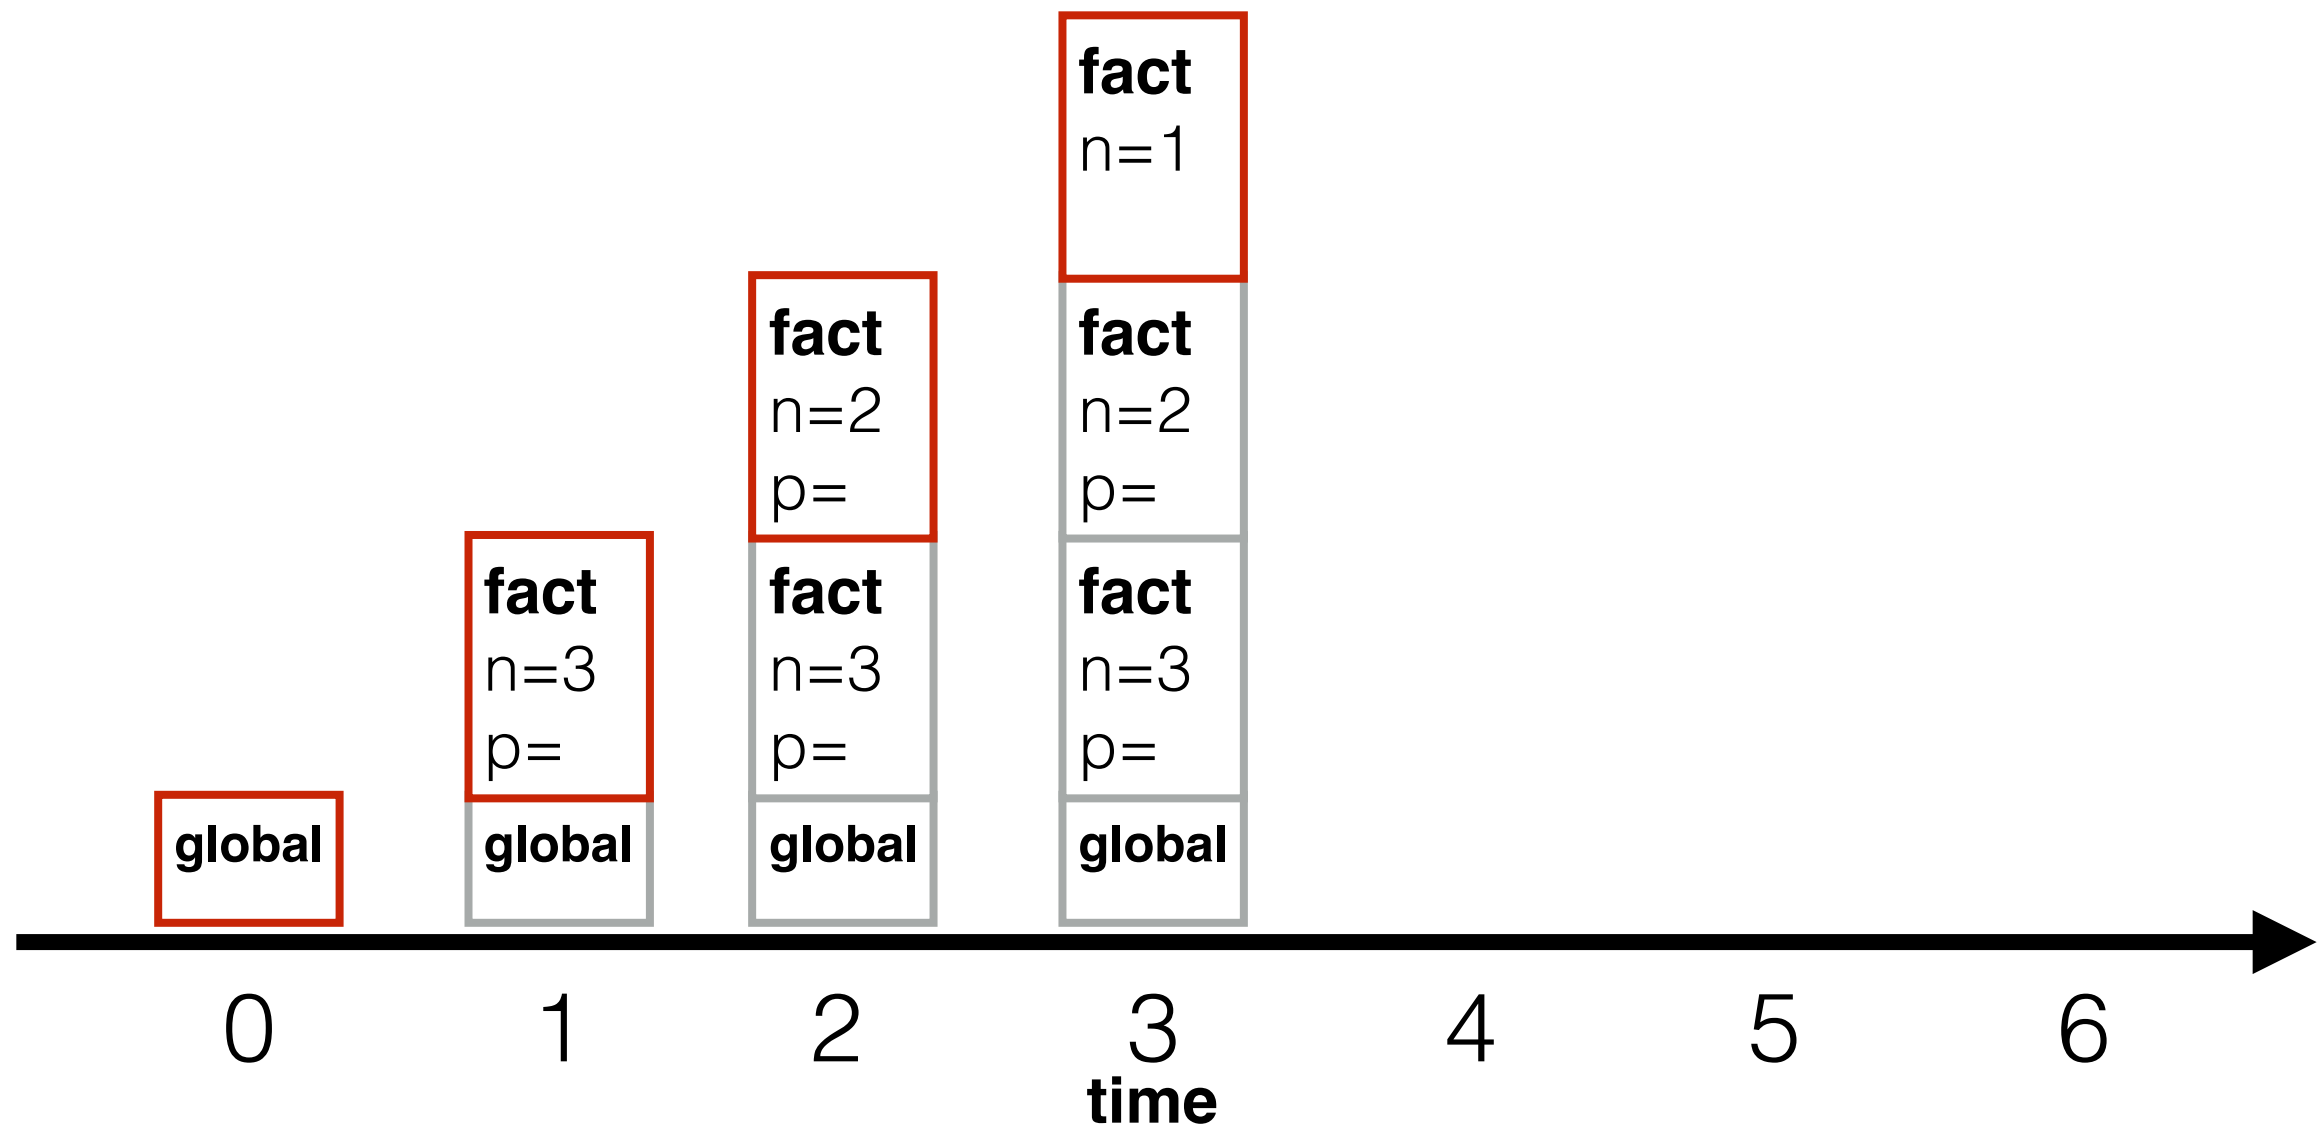 fact
n=1
fact
n=2
p=
fact
n=2
p=
fact
n=3
p=
fact
n=3
p=
fact
n=3
p=
global
global
global
global
0
1
2
3
4
5
6
time